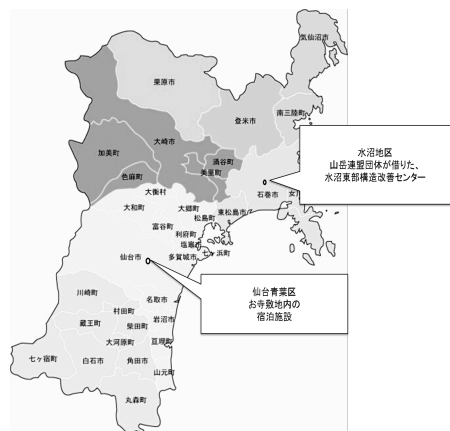 気仙沼市
栗原市
南三陸町
登米市
大崎市
加美町
涌谷町
美里町
色麻町
水沼地区
山岳連盟団体が借りた、
水沼東部構造改善センター
石巻市
女川
大衡村
大和町
大郷町
松島町
東松島市
富谷町
利府町
塩竈市
七ヶ浜町
仙台市
多賀城市
仙台青葉区
お寺敷地内の
宿泊施設
川崎町
名取市
村田町
岩沼市
蔵王町
柴田町
大河原町
亘理町
七ヶ宿町
白石市
角田市
山元町
丸森町